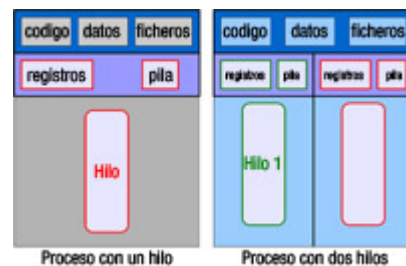 codigo datos ficheros
registros pila
Hilo
Proceso con un hilo
codigo datos ficheros
registros pila registros pila
Hilo 1
Proceso con dos hilos